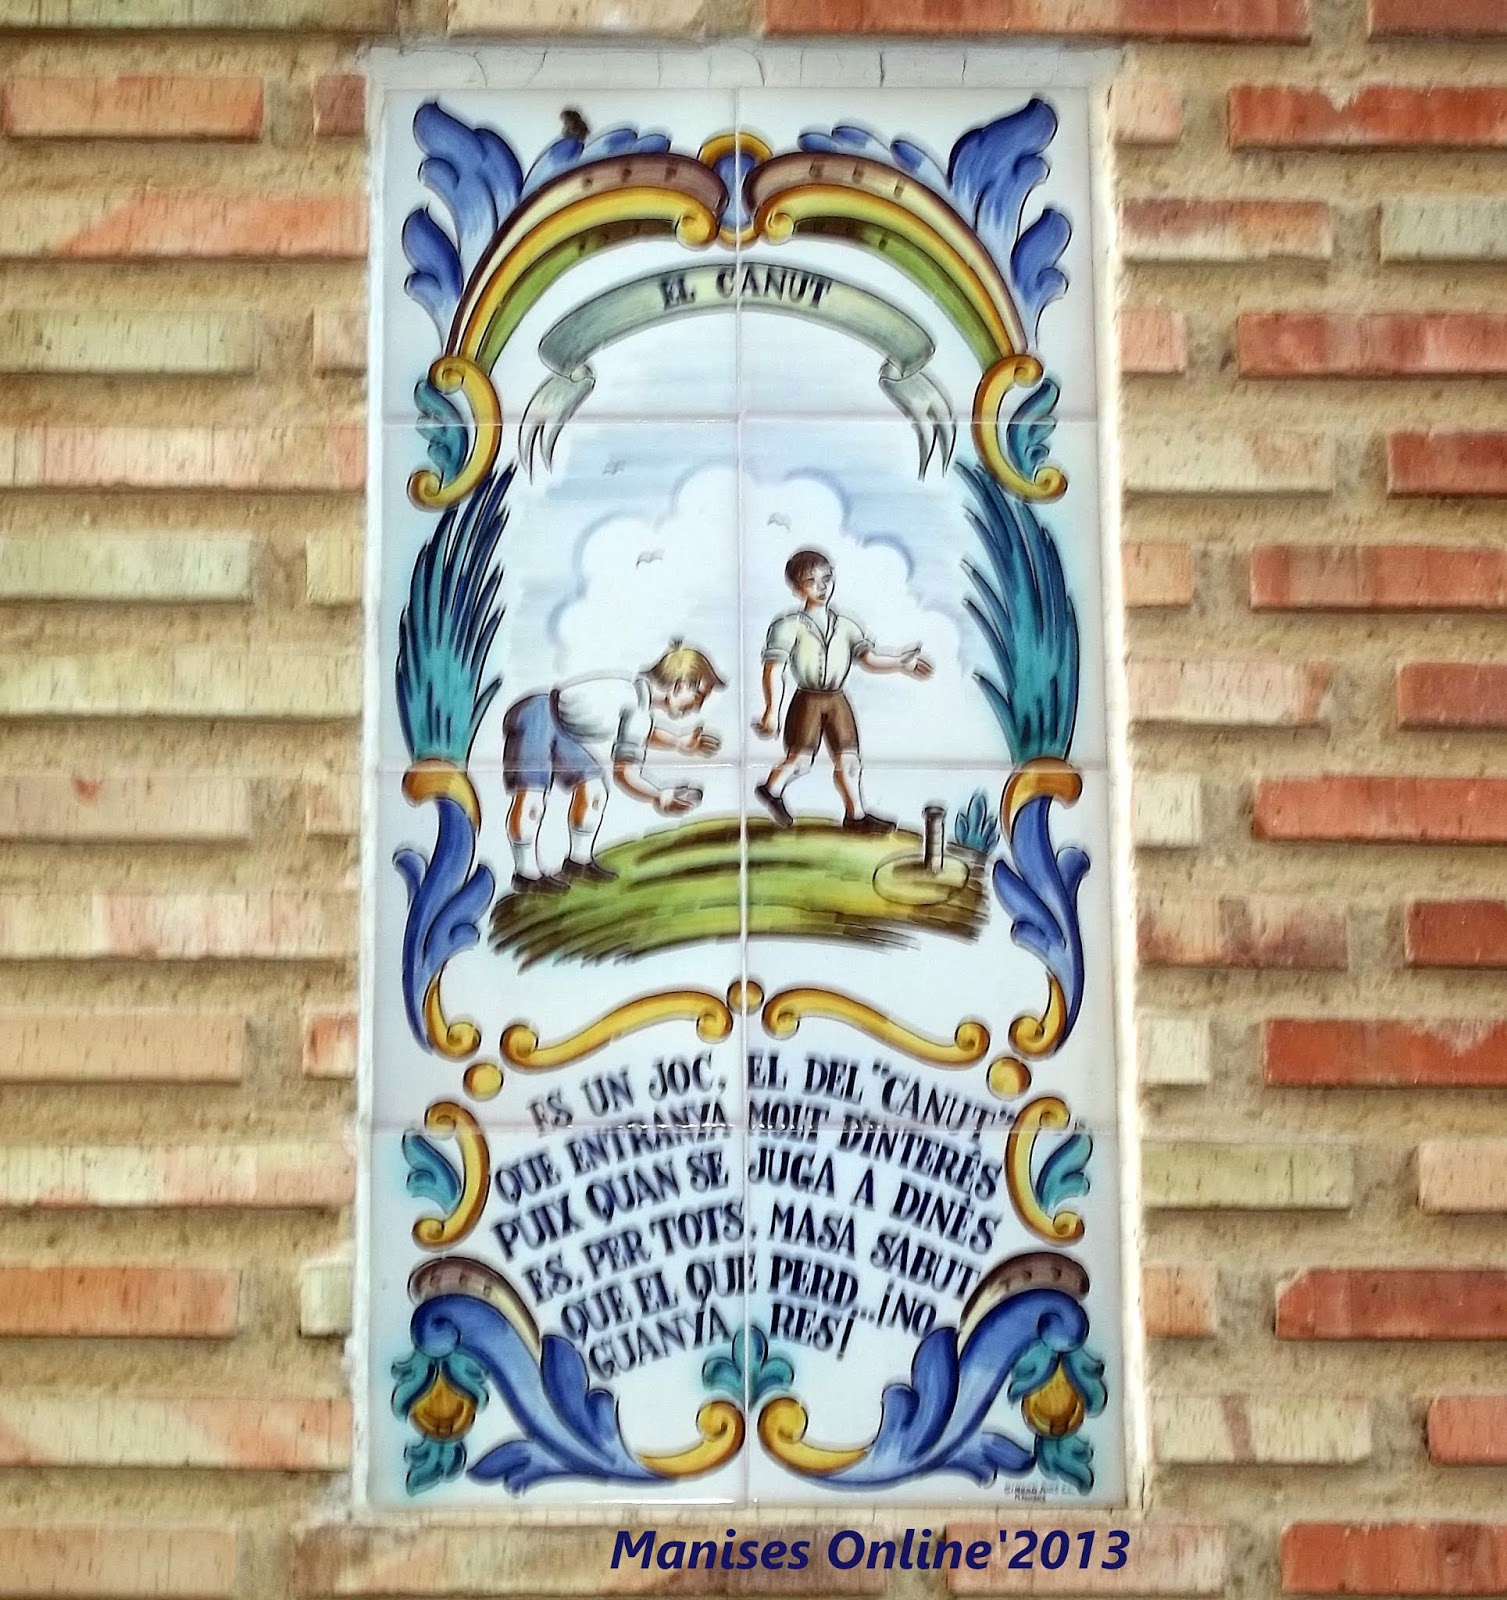 EL CANUT
ES UN JOC, EL DEL "CANUT"
QUE ENTRANYA MOLT D'INTERÉS
PUIX QUAN SE JUGA A DINÉS
ES, PER TOTS, MASA SABUT
QUE EL QUE PERD...¡NO
GUANYA RES!
Manises Online'2013